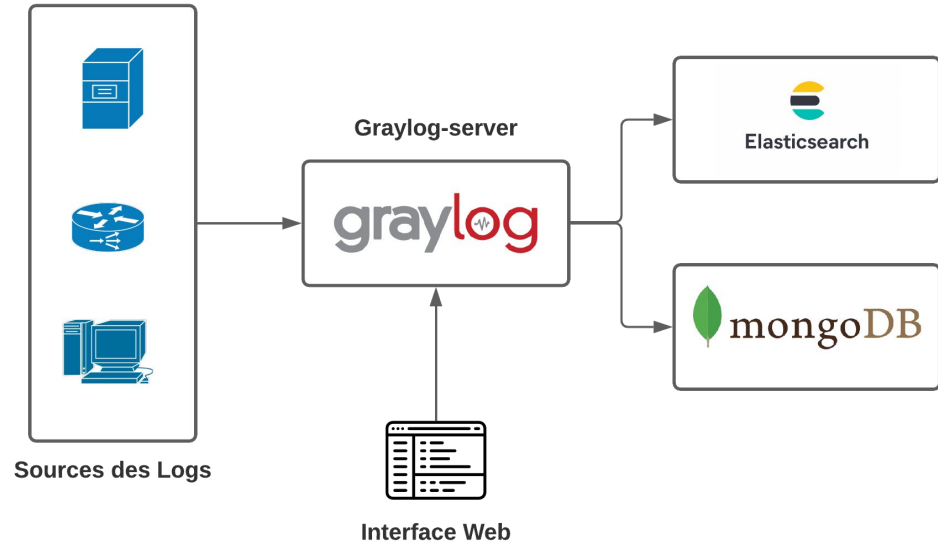 Sources des Logs
Graylog-server
graylog
Interface Web
Elasticsearch
mongoDB